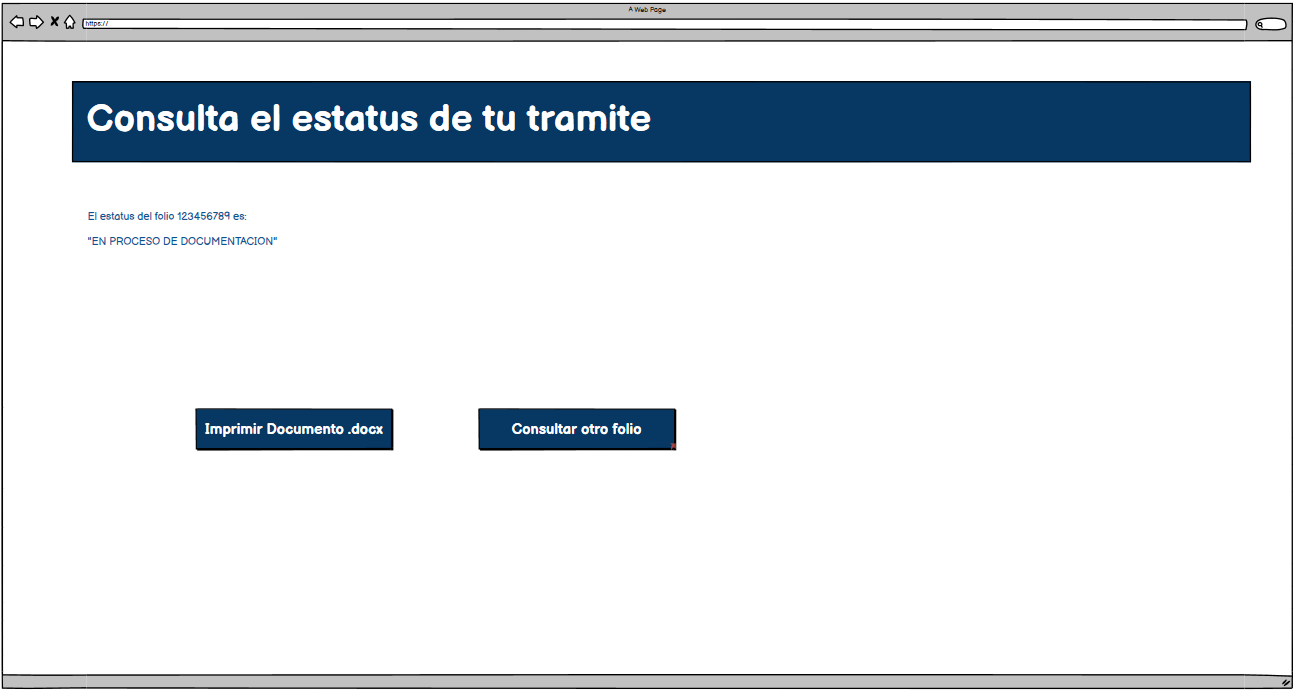 A Web Page
https://
Consulta el estatus de tu tramite
El estatus del folio 123456789 es:
"EN PROCESO DE DOCUMENTACION"
Imprimir Documento .docx
Consultar otro folio